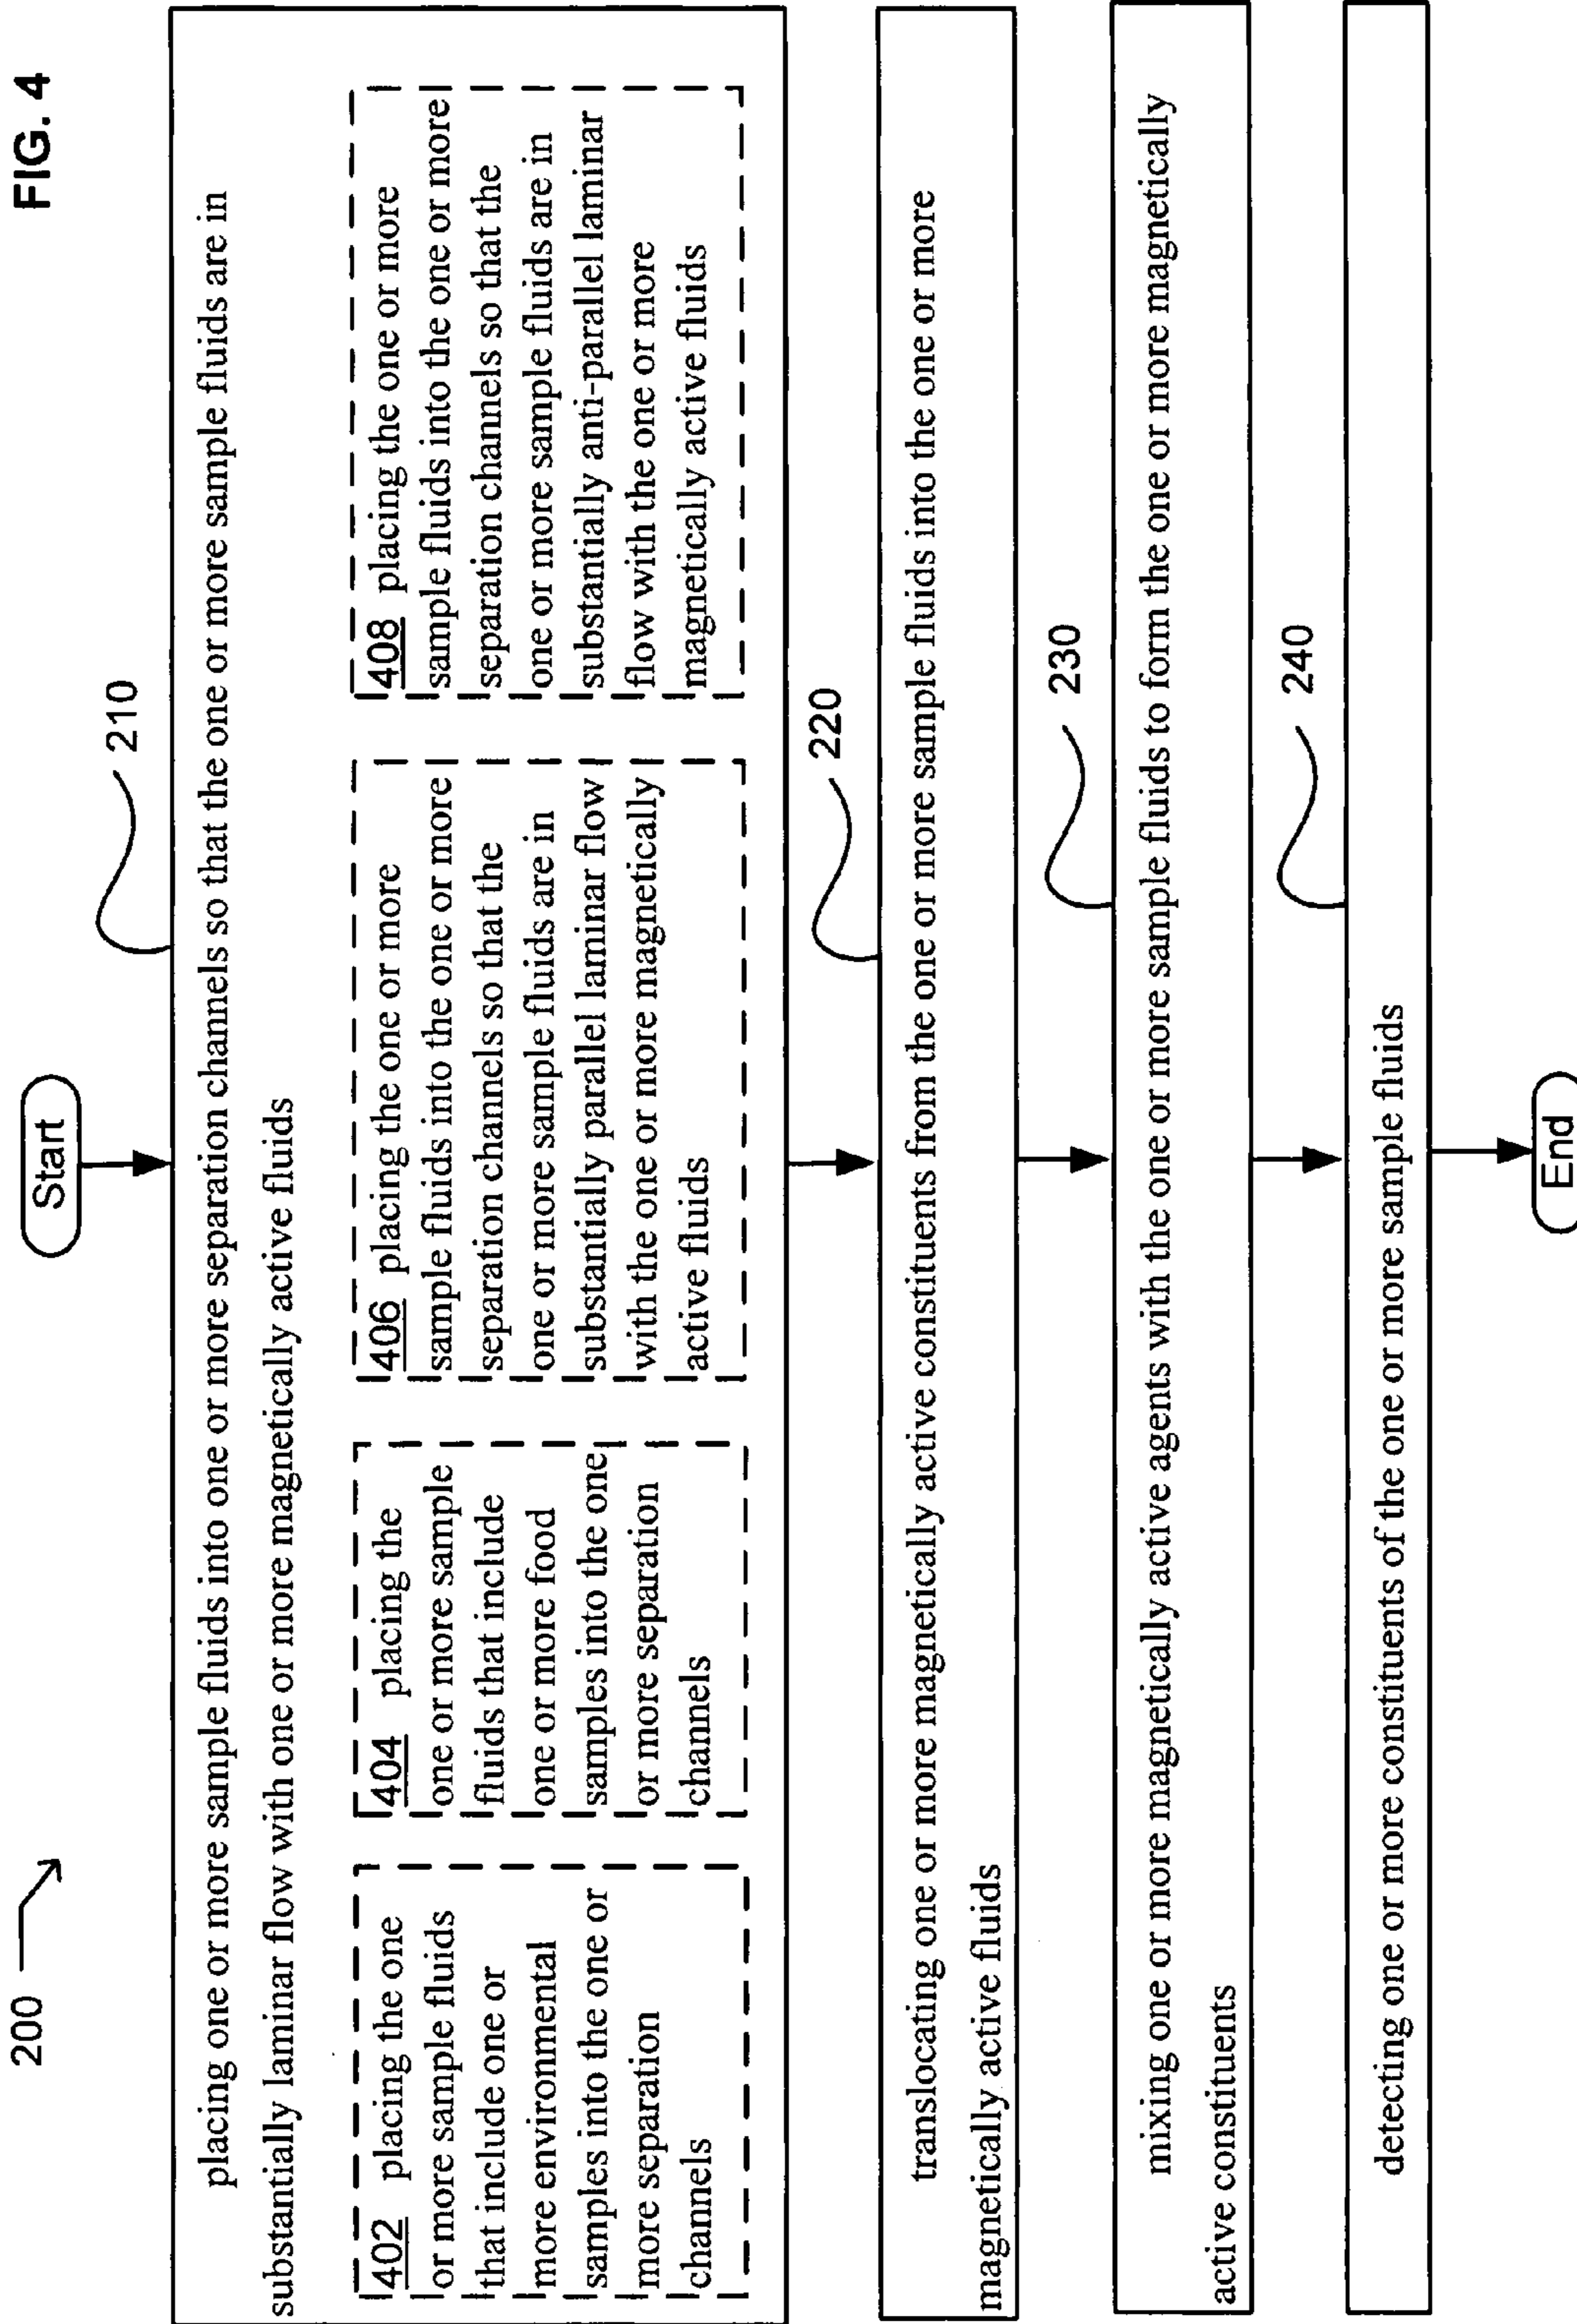 FIG. 4
200
Start
210
placing one or more sample fluids into one or more separation channels so that the one or more sample fluids are in
substantially laminar flow with one or more magnetically active fluids
402 placing the one
or more sample fluids
that include one or
more environmental
samples into the one or
more separation
channels
404 placing the
one or more sample
fluids that include
one or more food
samples into the one
or more separation
channels
406 placing the one or more
sample fluids into the one or more
separation channels so that the
one or more sample fluids are in
substantially parallel laminar flow
with the one or more magnetically
active fluids
408 placing the one or more
sample fluids into the one or more
separation channels so that the
one or more sample fluids are in
substantially anti-parallel laminar
flow with the one or more
magnetically active fluids
220
translocating one or more magnetically active constituents from the one or more sample fluids into the one or more
magnetically active fluids
230
mixing one or more magnetically active agents with the one or more sample fluids to form the one or more magnetically
active constituents
240
detecting one or more constituents of the one or more sample fluids
End